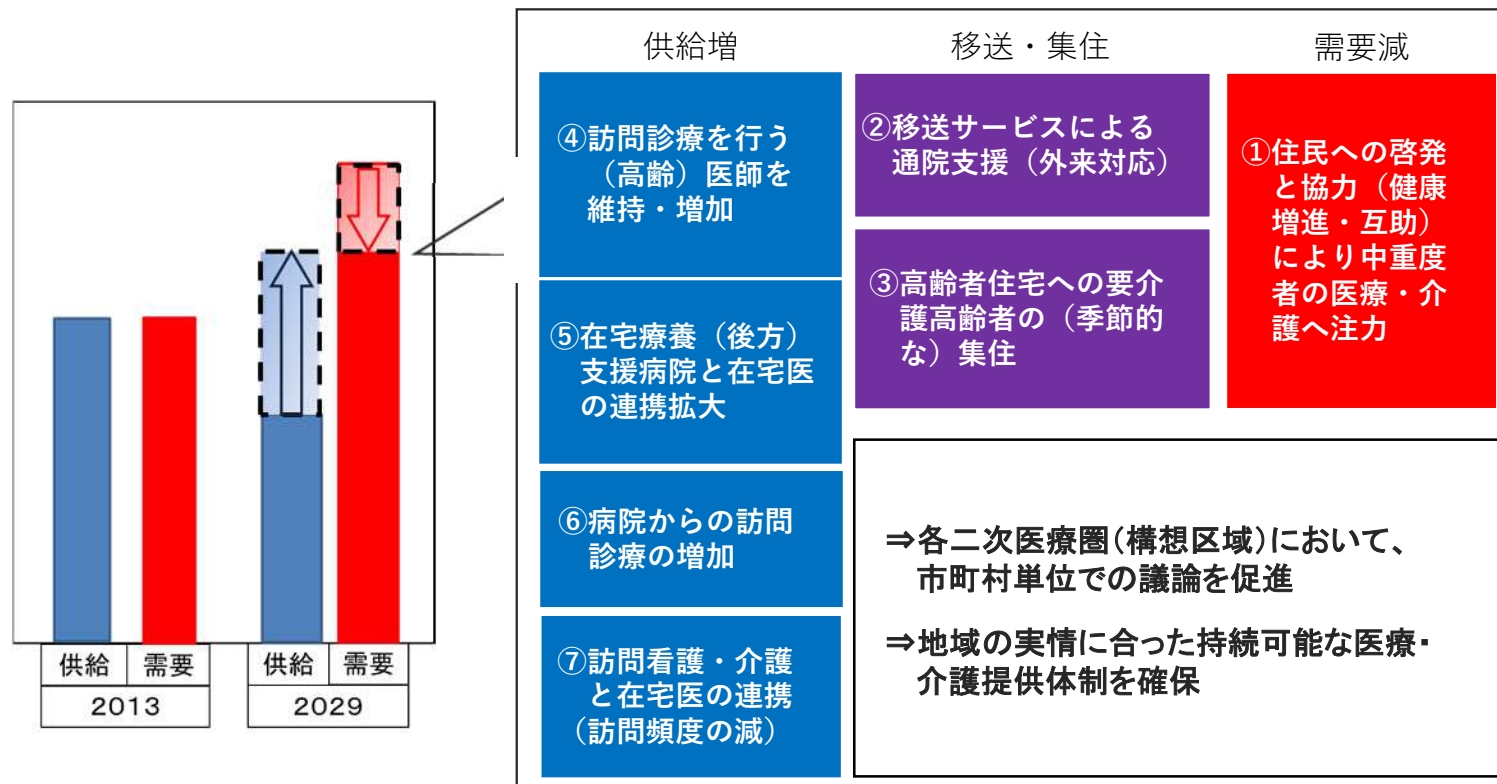 供給増
移送・集住
需要減
④訪問診療を行う
（高齢）医師を
維持・増加
⑤在宅療養（後方）
支援病院と在宅医
の連携拡大
⑥病院からの訪問
診療の増加
⑦訪問看護・介護
と在宅医の連携
（訪問頻度の減）
②移送サービスによる
通院支援（外来対応）
③高齢者住宅への要介
護高齢者の（季節的
な）集住
①住民への啓発
と協力（健康
増進・互助）
により中重度
者の医療・介
護へ注力
⇒各二次医療圏（構想区域）において、
市町村単位での議論を促進
⇒地域の実情に合った持続可能な医療・
介護提供体制を確保
供給 需要 供給 需要
2013 2029